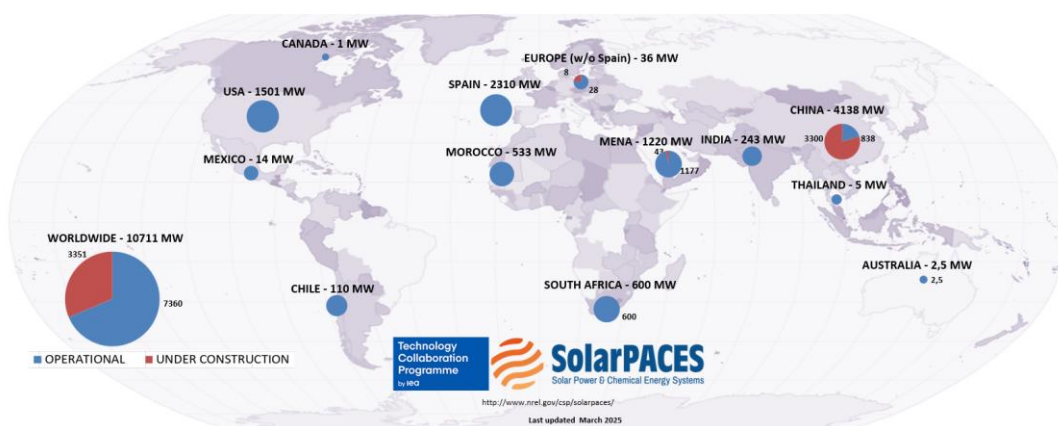 CANADA - 1 MW
EUROPE (w/o Spain) - 36 MW
8
28
USA - 1501 MW
SPAIN - 2310 MW
CHINA - 4138 MW
3300
838
MEXICO - 14 MW
MOROCCO - 533 MW
MENA - 1220 MW
43
1177
INDIA - 243 MW
THAILAND - 5 MW
WORLDWIDE - 10711 MW
3351
7360
AUSTRALIA - 2,5 MW
2,5
CHILE - 110 MW
SOUTH AFRICA - 600 MW
600
OPERATIONAL
UNDER CONSTRUCTION
Technology
Collaboration
Programme
by iea
SolarPACES
Solar Power & Chemical Energy Systems
http://www.nrel.gov/csp/solarpaces/
Last updated March 2025